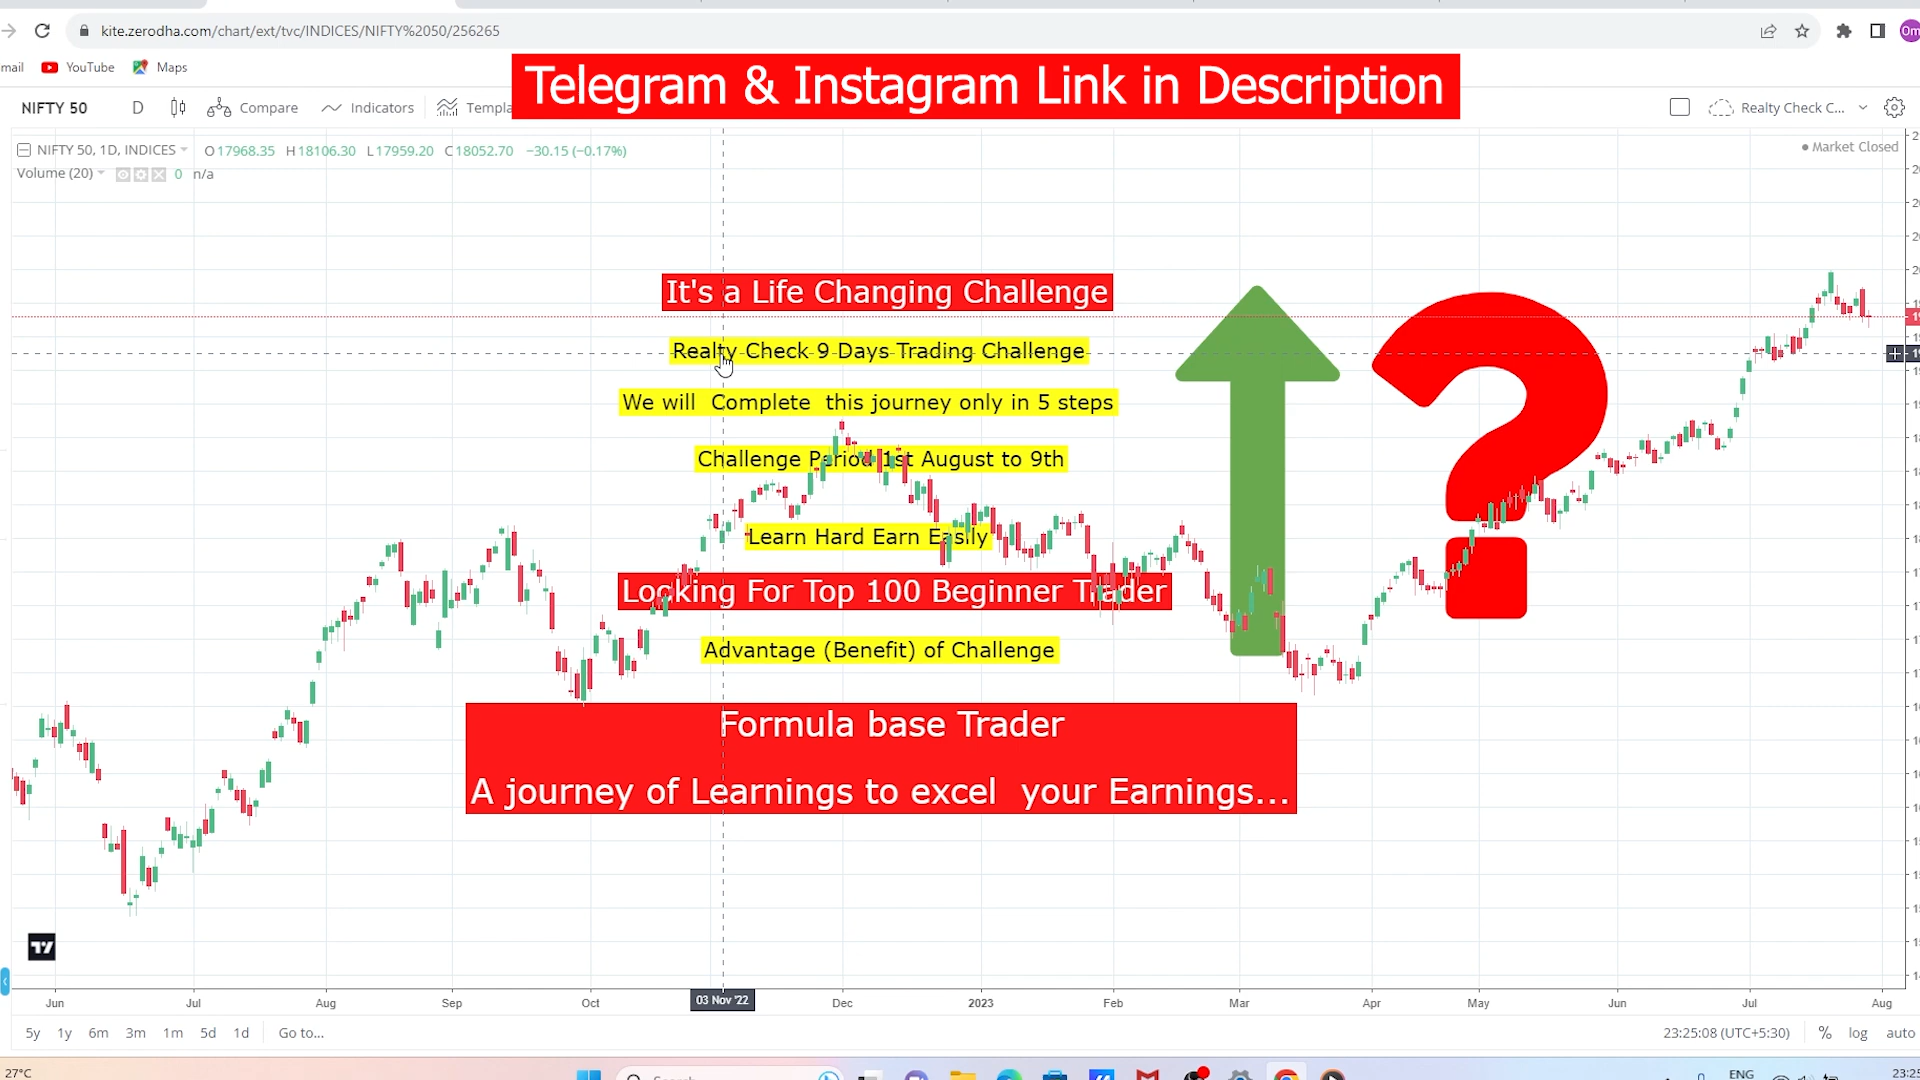 kite.zerodha.com/chart/ext/tvc/INDICES/NIFTY%2050/256265
Om
mail YouTube Maps
Telegram & Instagram Link in Description
NIFTY 50 D Compare Indicators Templa Realty Check C...
NIFTY 50, 1D, INDICES O17968.35 H18106.30 L17959.20 C18052.70 −30.15 (−0.17%)
Market Closed
Volume (20) 0 n/a
It's a Life Changing Challenge
Realty Check 9 Days Trading Challenge
We will Complete this journey only in 5 steps
Challenge Period 1st August to 9th
Learn Hard Earn Easily
Looking For Top 100 Beginner Trader
Advantage (Benefit) of Challenge
Formula base Trader
A journey of Learnings to excel your Earnings...
Jun Jul Aug Sep Oct 03 Nov '22 Dec 2023 Feb Mar Apr May Jun Jul Aug
5y 1y 6m 3m 1m 5d 1d Go to... 23:25:08 (UTC+5:30) % log auto
27°C ENG